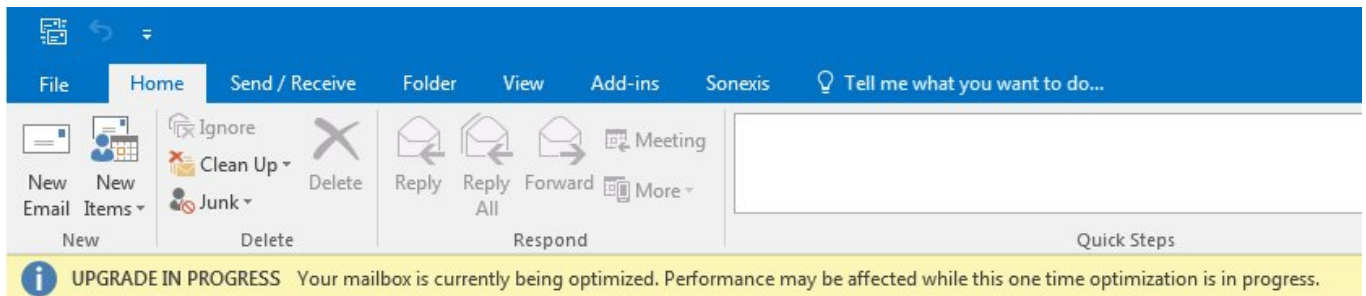 File Home Send / Receive Folder View Add-ins Sonexis Tell me what you want to do...
Ignore
Clean Up
Junk
Delete
New Email
New Items
Reply
Reply All
Forward
Meeting
More
New Delete Respond Quick Steps
UPGRADE IN PROGRESS Your mailbox is currently being optimized. Performance may be affected while this one time optimization is in progress.